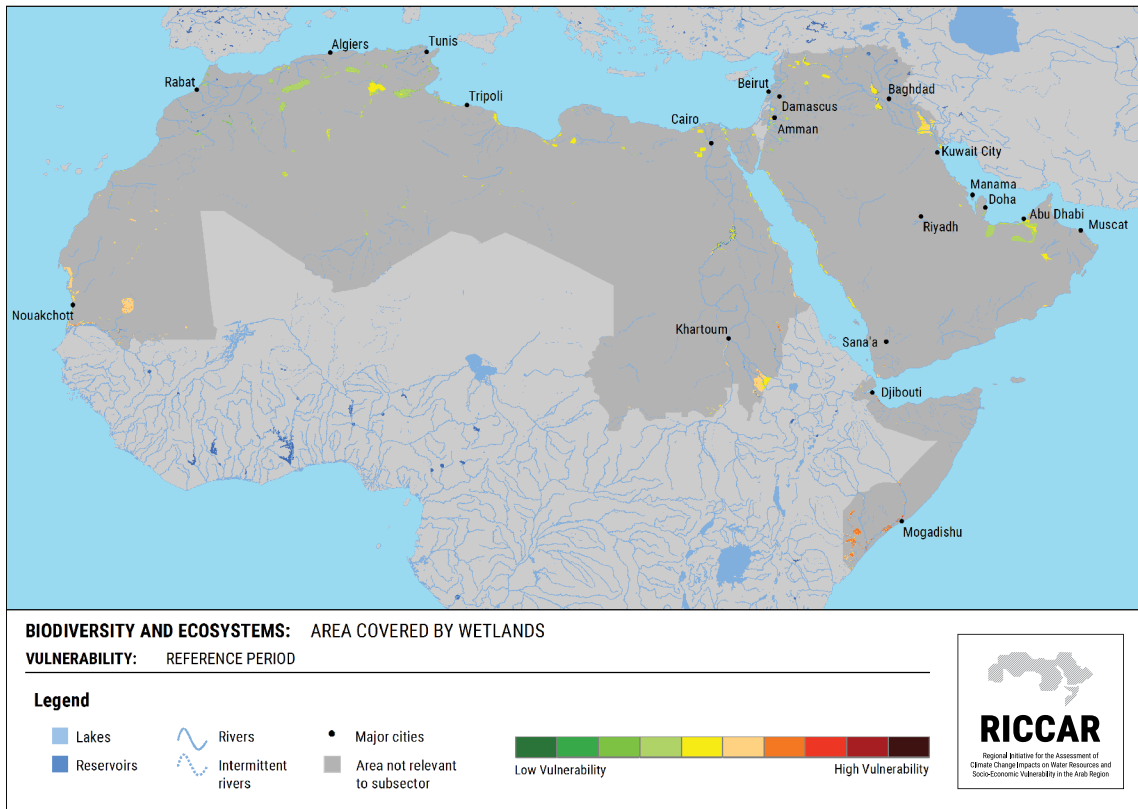 Algiers
Tunis
Rabat
Tripoli
Beirut
Baghdad
Damascus
Cairo
Amman
Kuwait City
Manama
Doha
Abu Dhabi
Riyadh
Muscat
Nouakchott
Khartoum
Sana'a
Djibouti
Mogadishu
BIODIVERSITY AND ECOSYSTEMS: AREA COVERED BY WETLANDS
VULNERABILITY: REFERENCE PERIOD
Legend
Lakes
Rivers
Major cities
Reservoirs
Intermittent
rivers
Area not relevant
to subsector
Low Vulnerability
High Vulnerability
RICCAR
Regional Initiative for the Assessment of
Climate Change Impacts on Water Resources and
Socio-Economic Vulnerability in the Arab Region